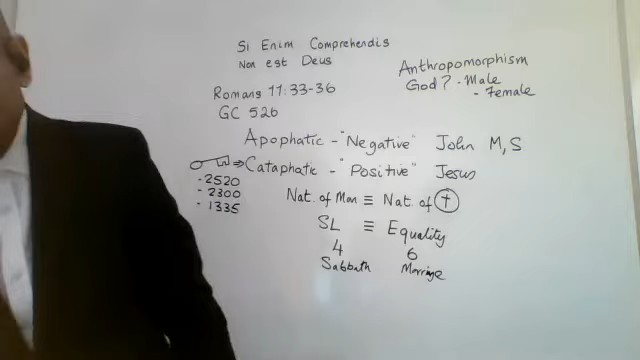 Si Enim Comprehendis
Non est Deus
Anthropomorphism
God? - Male
- Female
Romans 11:33-36
GC 526
Apophatic - "Negative" John M, S
⇒ Cataphatic - "Positive" Jesus
- 2520
- 2300
- 1335
Nat. of Man ≡ Nat. of †
SL ≡ Equality
4 6
Sabbath Marrige